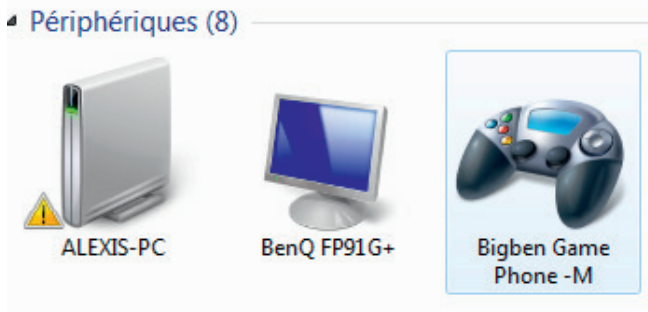 Périphériques (8)
ALEXIS-PC
BenQ FP91G+
Bigben Game
Phone -M